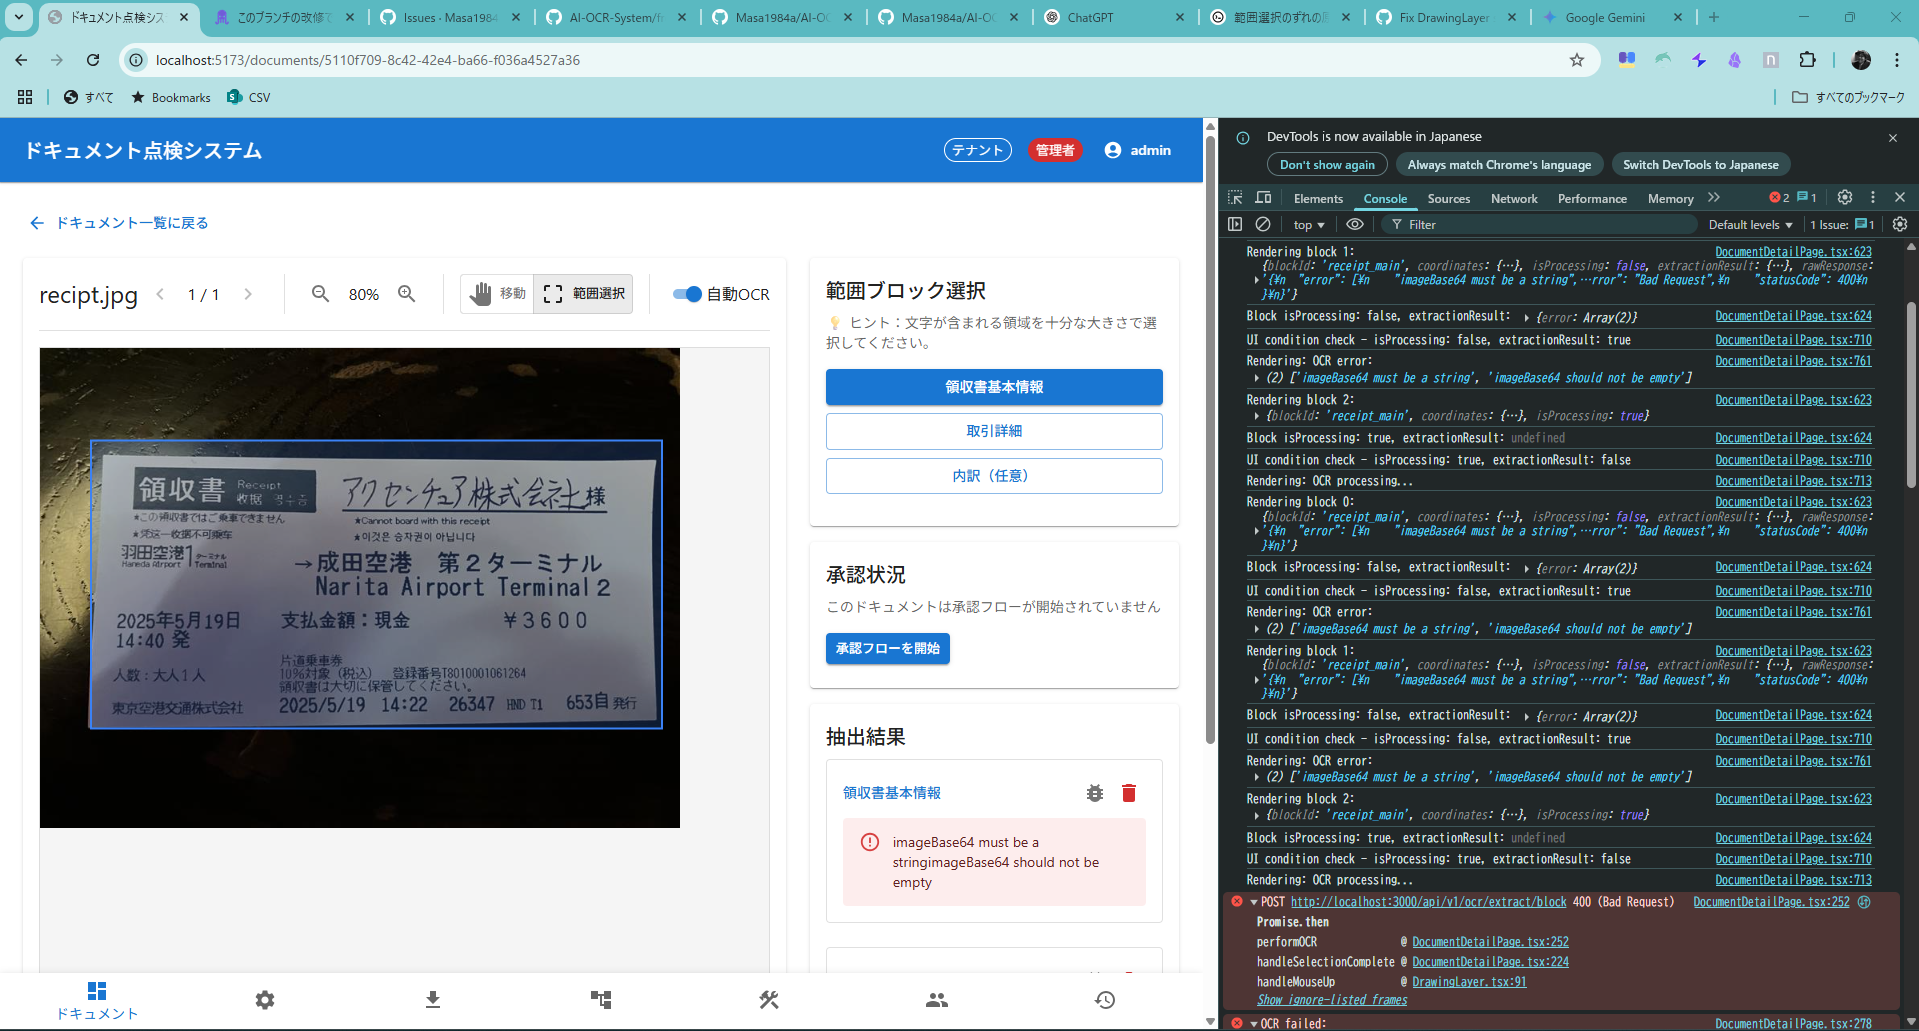 ドキュメント点検シス
このブランチの改修で
Issues · Masa1984
AI-OCR-System/fr
Masa1984a/AI-OC
Masa1984a/AI-OC
ChatGPT
範囲選択のずれの原
Fix DrawingLayer
Google Gemini
localhost:5173/documents/5110f709-8c42-42e4-ba66-f036a4527a36
すべて
Bookmarks
CSV
すべてのブックマーク
ドキュメント点検システム
テナント
管理者
admin
ドキュメント一覧に戻る
recipt.jpg
1 / 1
80%
移動
範囲選択
自動OCR
領収書 Receipt
收据 영수증
アクセンチュア株式会社様
★この領収書ではご乗車できません
★Cannot board with this receipt
★凭这一收据不可乘车
★이것은 승차권이 아닙니다
羽田空港1ターミナル
Haneda Airport Terminal
→成田空港 第2ターミナル
Narita Airport Terminal 2
2025年5月19日
支払金額：現金
¥3600
14:40 発
片道乗車券
人数：大人1人
10%対象（税込） 登録番号T8010001061264
領収書は大切に保管してください。
東京空港交通株式会社
2025/5/19 14:22 26347 HND T1 653自発行
範囲ブロック選択
ヒント：文字が含まれる領域を十分な大きさで選
択してください。
領収書基本情報
取引詳細
内訳（任意）
承認状況
このドキュメントは承認フローが開始されていません
承認フローを開始
抽出結果
領収書基本情報
imageBase64 must be a
stringimageBase64 should not be
empty
ドキュメント
DevTools is now available in Japanese
Don't show again
Always match Chrome's language
Switch DevTools to Japanese
Elements
Console
Sources
Network
Performance
Memory
2
1
top
Filter
Default levels
1 Issue:
1
Rendering block 1: DocumentDetailPage.tsx:623
{blockId: 'receipt_main', coordinates: {…}, isProcessing: false, extractionResult: {…}, rawResponse:
'{¥n "error": [¥n "imageBase64 must be a string",…rror": "Bad Request",¥n "statusCode": 400¥n
}¥n}'}
Block isProcessing: false, extractionResult: {error: Array(2)} DocumentDetailPage.tsx:624
UI condition check - isProcessing: false, extractionResult: true DocumentDetailPage.tsx:710
Rendering: OCR error: DocumentDetailPage.tsx:761
(2) ['imageBase64 must be a string', 'imageBase64 should not be empty']
Rendering block 2: DocumentDetailPage.tsx:623
{blockId: 'receipt_main', coordinates: {…}, isProcessing: true}
Block isProcessing: true, extractionResult: undefined DocumentDetailPage.tsx:624
UI condition check - isProcessing: true, extractionResult: false DocumentDetailPage.tsx:710
Rendering: OCR processing... DocumentDetailPage.tsx:713
Rendering block 0: DocumentDetailPage.tsx:623
{blockId: 'receipt_main', coordinates: {…}, isProcessing: false, extractionResult: {…}, rawResponse:
'{¥n "error": [¥n "imageBase64 must be a string",…rror": "Bad Request",¥n "statusCode": 400¥n
}¥n}'}
Block isProcessing: false, extractionResult: {error: Array(2)} DocumentDetailPage.tsx:624
UI condition check - isProcessing: false, extractionResult: true DocumentDetailPage.tsx:710
Rendering: OCR error: DocumentDetailPage.tsx:761
(2) ['imageBase64 must be a string', 'imageBase64 should not be empty']
Rendering block 1: DocumentDetailPage.tsx:623
{blockId: 'receipt_main', coordinates: {…}, isProcessing: false, extractionResult: {…}, rawResponse:
'{¥n "error": [¥n "imageBase64 must be a string",…rror": "Bad Request",¥n "statusCode": 400¥n
}¥n}'}
Block isProcessing: false, extractionResult: {error: Array(2)} DocumentDetailPage.tsx:624
UI condition check - isProcessing: false, extractionResult: true DocumentDetailPage.tsx:710
Rendering: OCR error: DocumentDetailPage.tsx:761
(2) ['imageBase64 must be a string', 'imageBase64 should not be empty']
Rendering block 2: DocumentDetailPage.tsx:623
{blockId: 'receipt_main', coordinates: {…}, isProcessing: true}
Block isProcessing: true, extractionResult: undefined DocumentDetailPage.tsx:624
UI condition check - isProcessing: true, extractionResult: false DocumentDetailPage.tsx:710
Rendering: OCR processing... DocumentDetailPage.tsx:713
POST http://localhost:3000/api/v1/ocr/extract/block 400 (Bad Request) DocumentDetailPage.tsx:252
Promise.then
performOCR @ DocumentDetailPage.tsx:252
handleSelectionComplete @ DocumentDetailPage.tsx:224
handleMouseUp @ DrawingLayer.tsx:91
Show ignore-listed frames
OCR failed: DocumentDetailPage.tsx:278